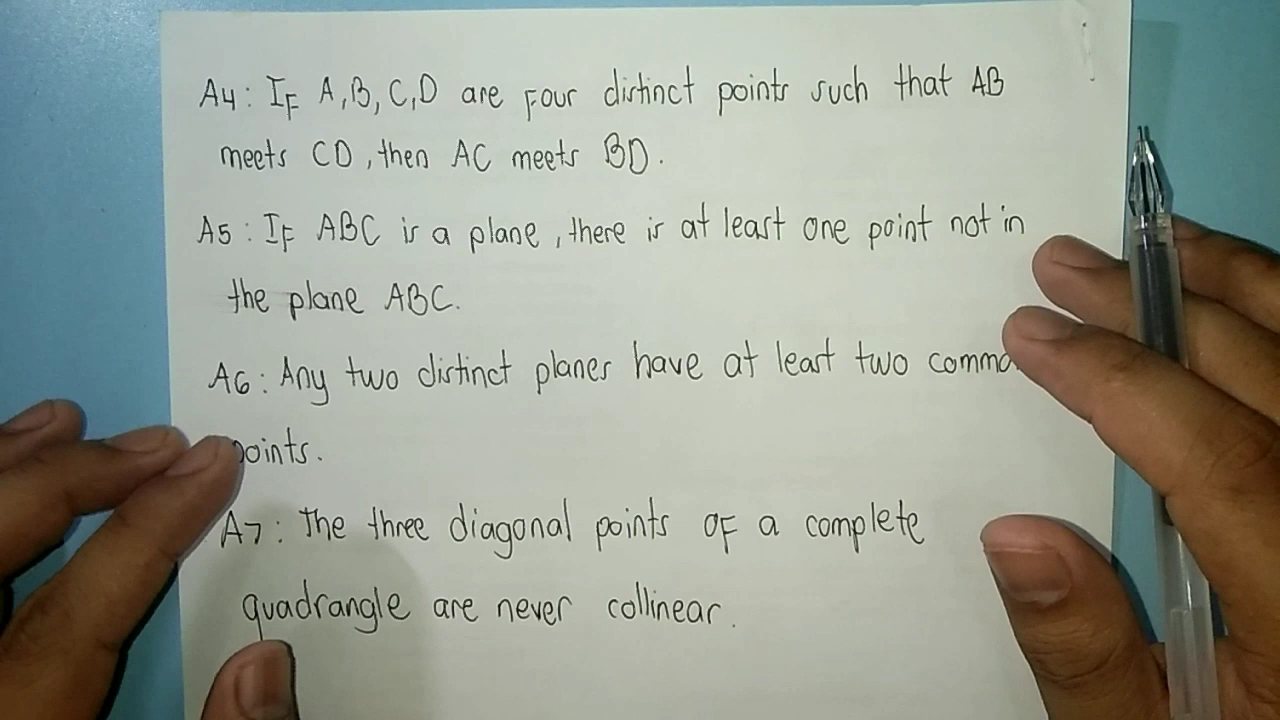 A4: If A, B, C, D are four distinct points such that AB
meets CD, then AC meets BD.
A5: If ABC is a plane, there is at least one point not in
the plane ABC.
A6: Any two distinct planes have at least two
points.
A7: The three diagonal points of a complete
quadrangle are never collinear.